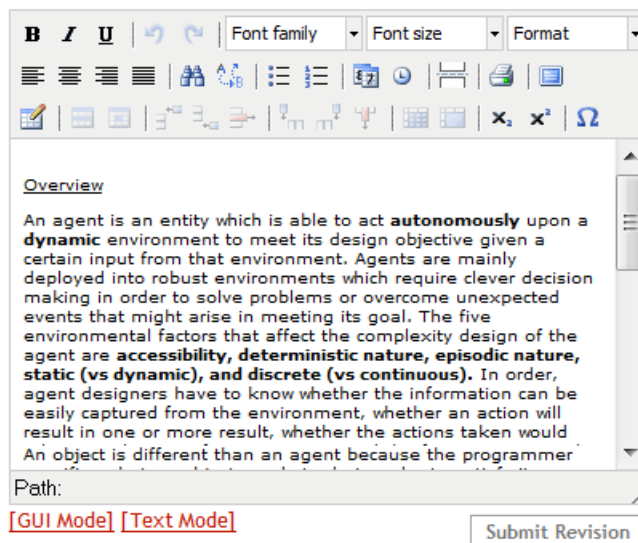 B I U Font family Font size Format
Overview
An agent is an entity which is able to act autonomously upon a
dynamic environment to meet its design objective given a
certain input from that environment. Agents are mainly
deployed into robust environments which require clever decision
making in order to solve problems or overcome unexpected
events that might arise in meeting its goal. The five
environmental factors that affect the complexity design of the
agent are accessibility, deterministic nature, episodic nature,
static (vs dynamic), and discrete (vs continuous). In order,
agent designers have to know whether the information can be
easily captured from the environment, whether an action will
result in one or more result, whether the actions taken would
An object is different than an agent because the programmer
Path:
[GUI Mode] [Text Mode]
Submit Revision